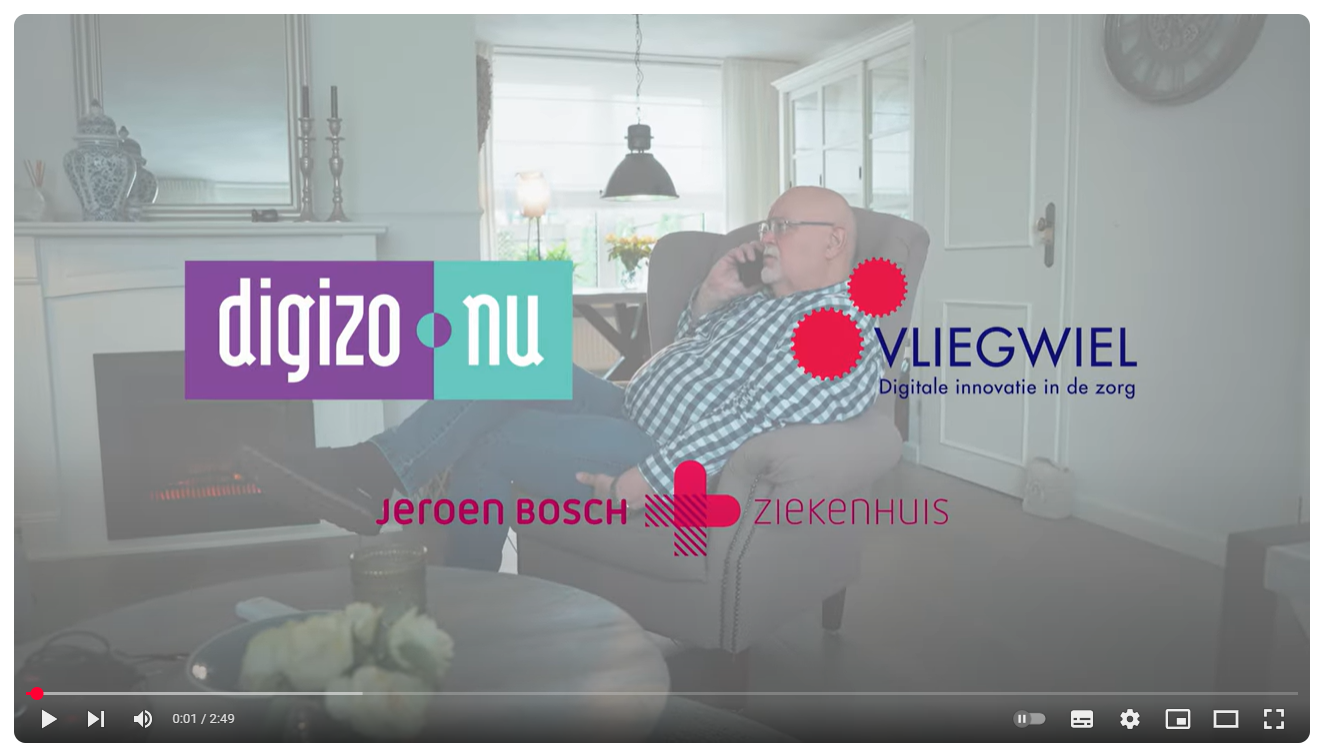 digizo nu
VLIEGWIEL
Digitale innovatie in de zorg
Jeroen BOSCH ZIEKENHUIS
0:01 / 2:49